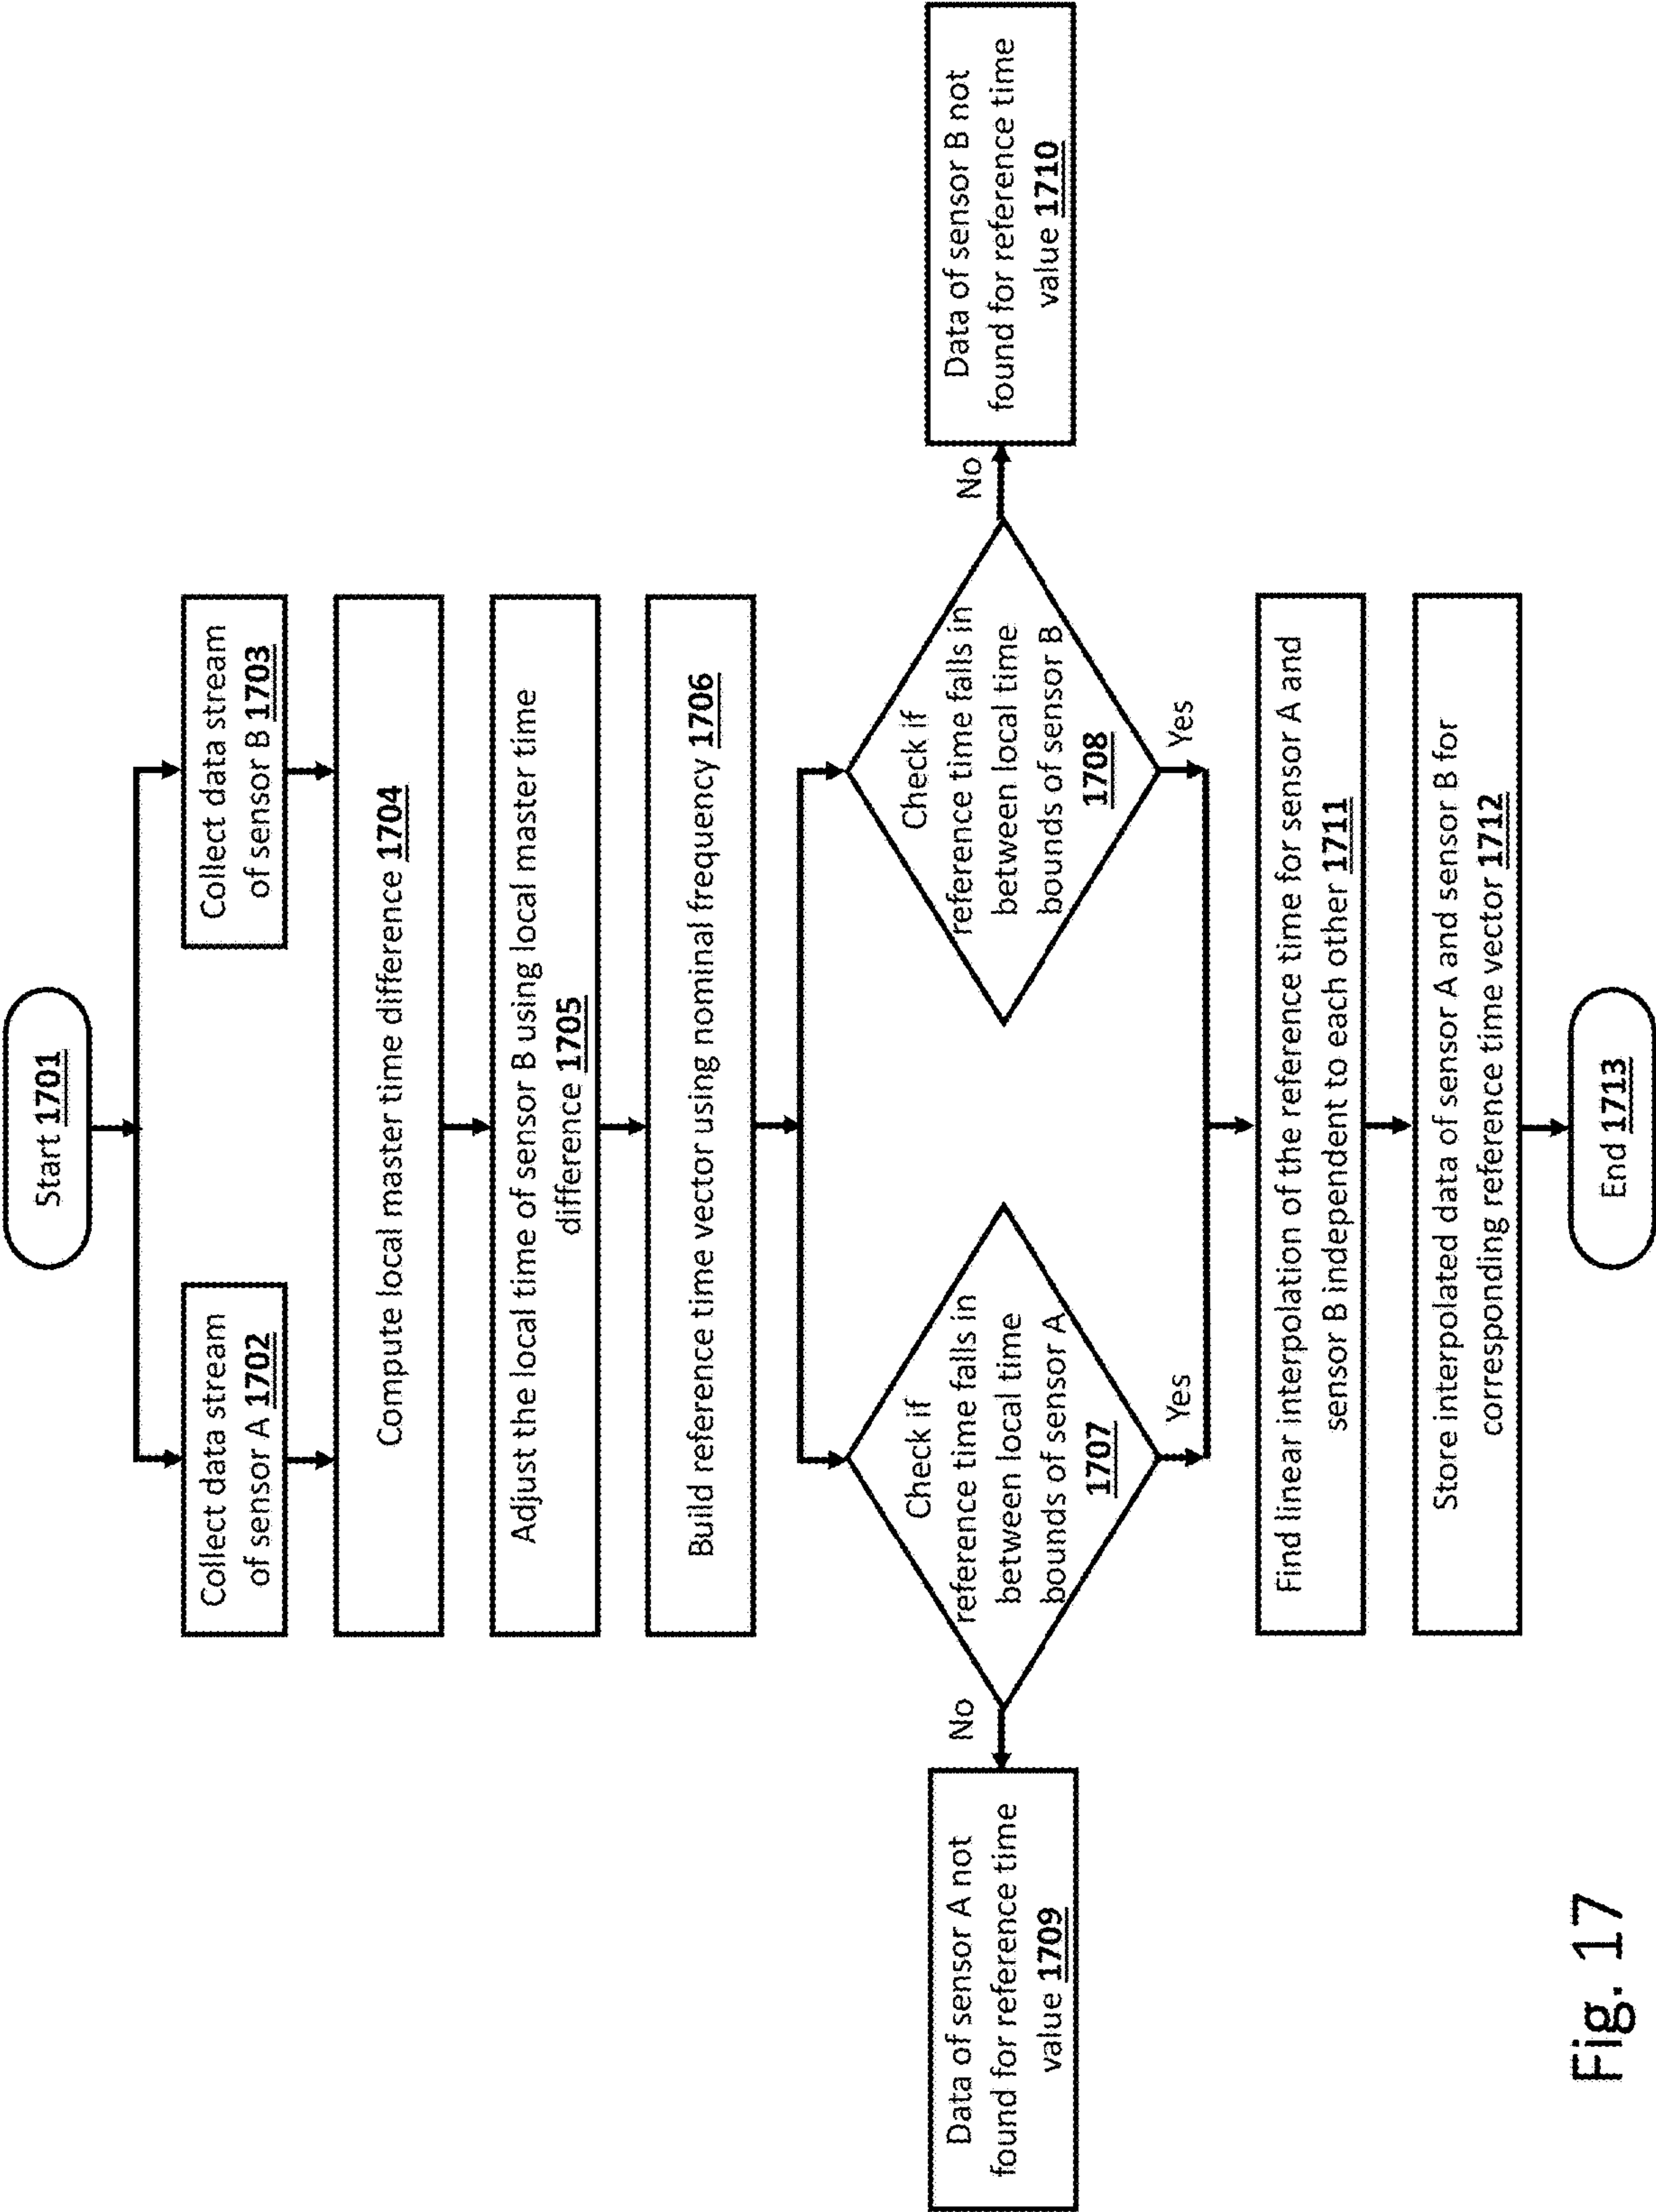 Start 1701
Collect data stream
of sensor A 1702
Collect data stream
of sensor B 1703
Compute local master time difference 1704
Adjust the local time of sensor B using local master time
difference 1705
Build reference time vector using nominal frequency 1706
Check if
reference time falls in
between local time
bounds of sensor A
1707
Check if
reference time falls in
between local time
bounds of sensor B
1708
No
No
Data of sensor A not
found for reference time
value 1709
Data of sensor B not
found for reference time
value 1710
Yes
Yes
Find linear interpolation of the reference time for sensor A and
sensor B independent to each other 1711
Store interpolated data of sensor A and sensor B for
corresponding reference time vector 1712
End 1713
Fig. 17